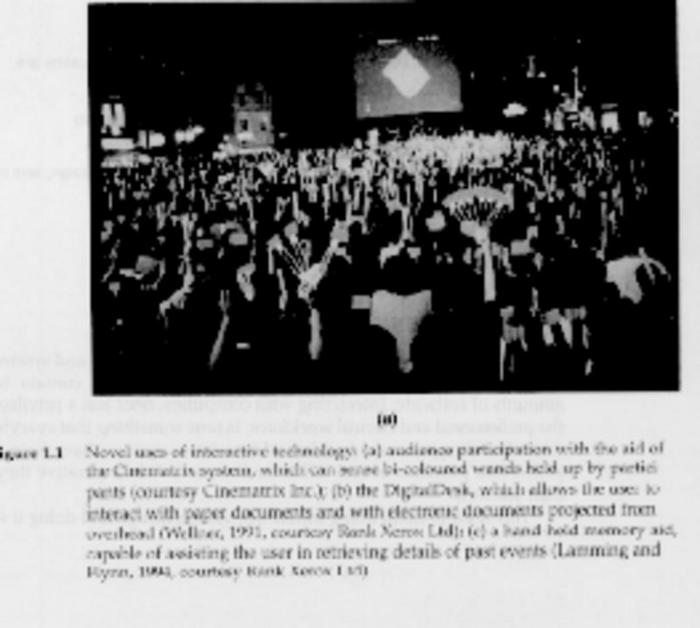 (a)
igure 1.1 Novel uses of interactive technology: (a) audience participation with the aid of
the Cinematrix system, which can sense bi-coloured wands held up by partici
pants (courtesy Cinematrix Inc.); (b) the DigitalDesk, which allows the user to
interact with paper documents and with electronic documents projected from
overhead (Wellner, 1991, courtesy Rank Xerox Ltd); (c) a hand held memory aid,
capable of assisting the user in retrieving details of past events (Lamming and
Flynn, 1994, courtesy Rank Xerox Ltd)